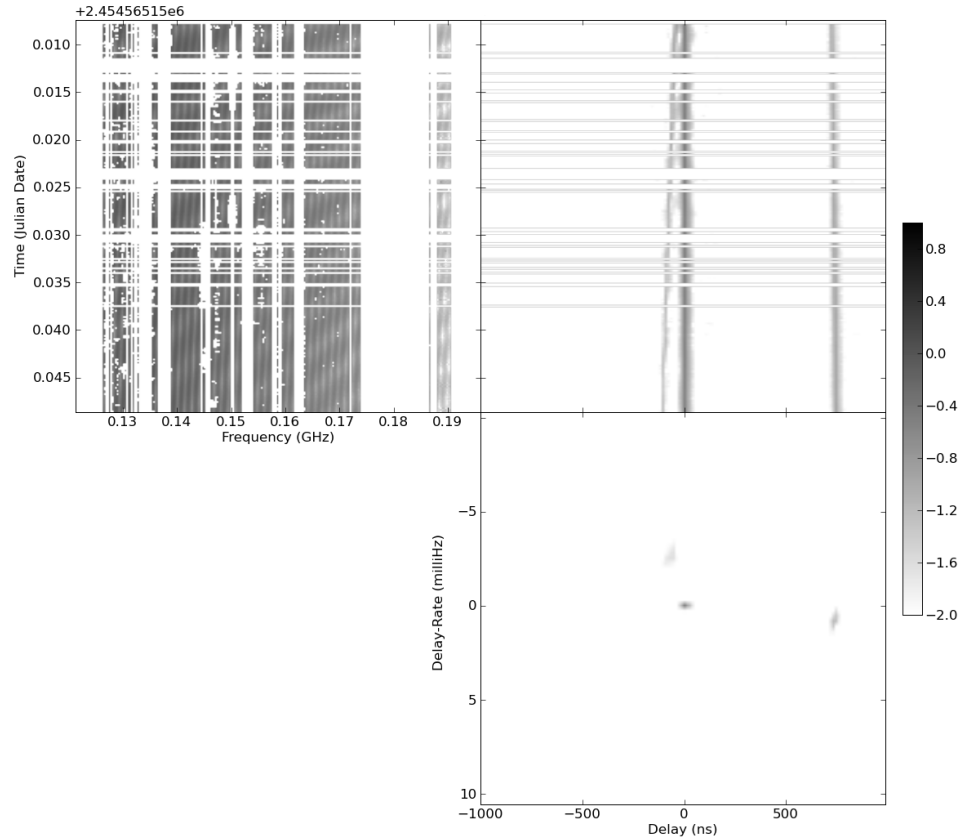 +2.45456515e6
0.010
0.015
0.020
0.025
0.030
0.035
0.040
0.045
Time (Julian Date)
0.13 0.14 0.15 0.16 0.17 0.18 0.19
Frequency (GHz)
0.8
0.4
0.0
−0.4
−0.8
−1.2
−1.6
−2.0
−5
0
5
10
Delay-Rate (milliHz)
−1000 −500 0 500
Delay (ns)